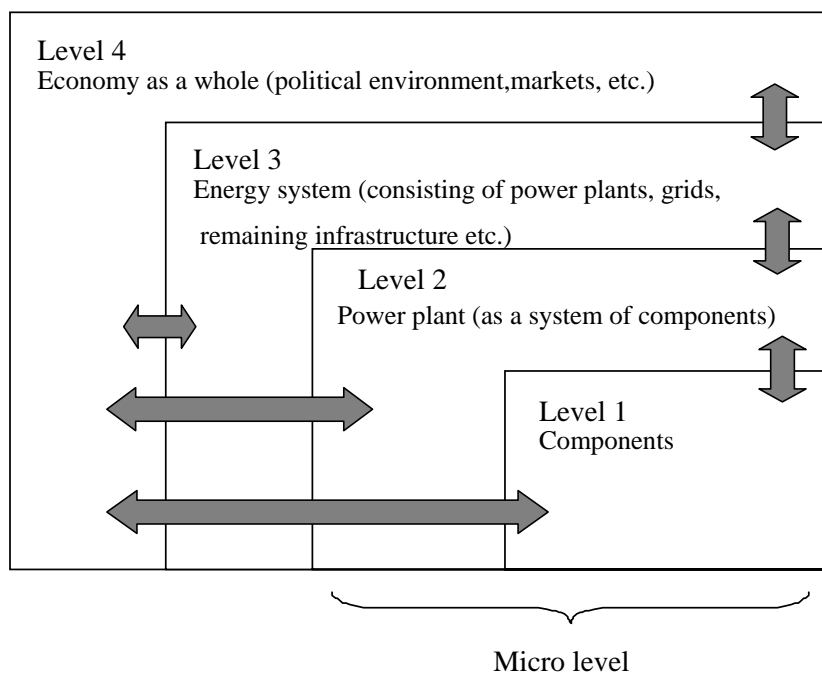 Level 4
Economy as a whole (political environment,markets, etc.)
Level 3
Energy system (consisting of power plants, grids,
remaining infrastructure etc.)
Level 2
Power plant (as a system of components)
Level 1
Components
Micro level